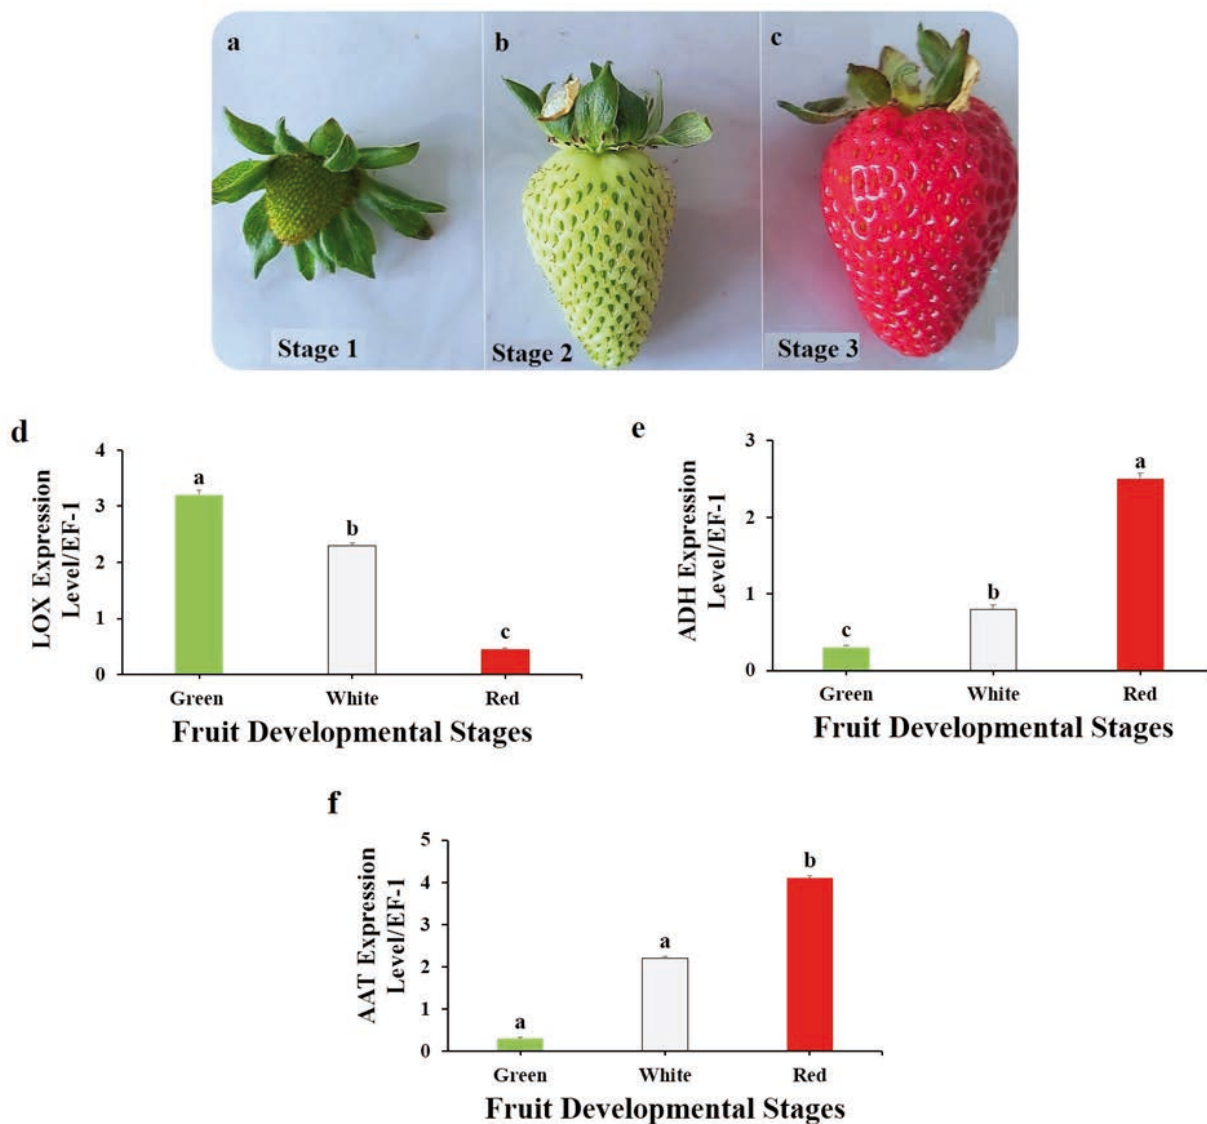 a
b
c
Stage 1
Stage 2
Stage 3
d
LOX Expression
Level/EF-1
4
3
2
1
0
a
b
c
Green
White
Red
Fruit Developmental Stages
e
ADH Expression
Level/EF-1
3
2
1
0
c
b
a
Green
White
Red
Fruit Developmental Stages
f
AAT Expression
Level/EF-1
5
4
3
2
1
0
a
a
b
Green
White
Red
Fruit Developmental Stages